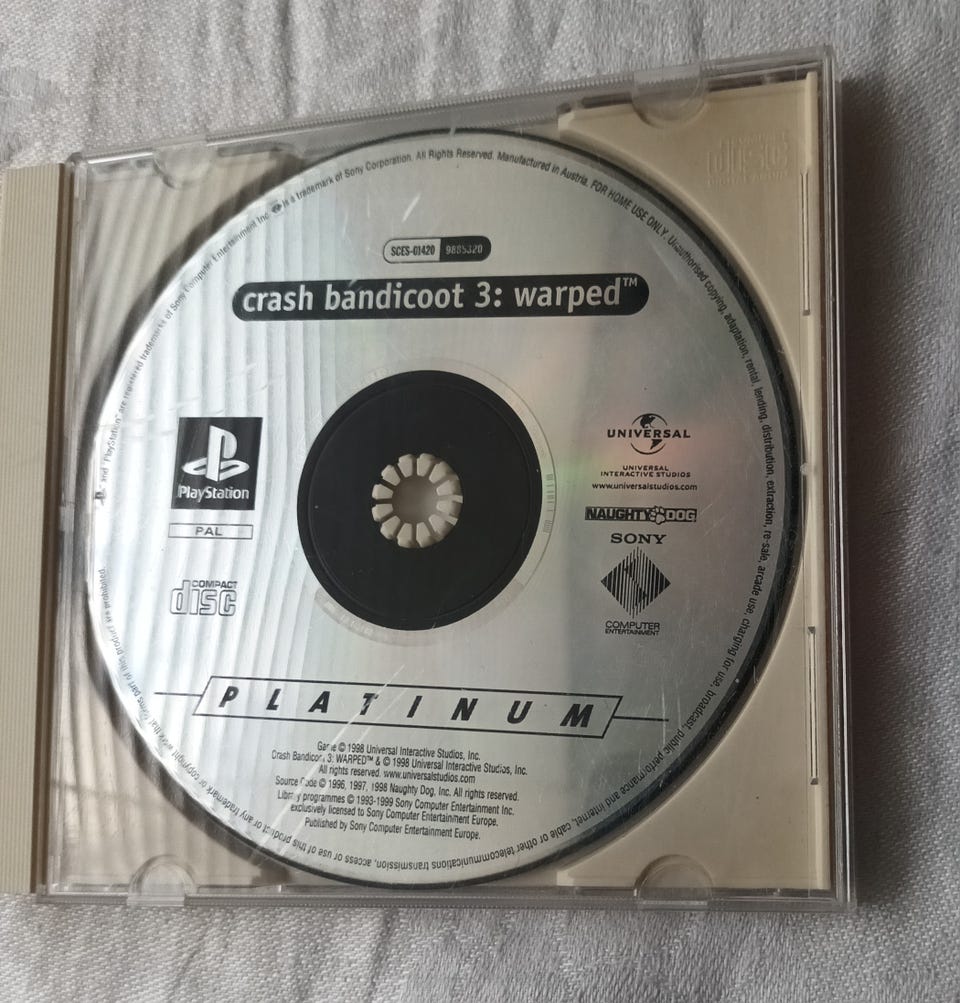 SCES-01420 9885320
crash bandicoot 3: warped™
PlayStation
PAL
COMPACT
disc
UNIVERSAL
UNIVERSAL
INTERACTIVE STUDIOS
www.universalstudios.com
NAUGHTY DOG
SONY
COMPUTER
ENTERTAINMENT
PLATINUM
Game © 1998 Universal Interactive Studios, Inc.
Crash Bandicoot 3: WARPED™ & © 1998 Universal Interactive Studios, Inc.
All rights reserved. www.universalstudios.com
Source Code © 1996, 1997, 1998 Naughty Dog, Inc. All rights reserved.
Library programmes © 1993-1999 Sony Computer Entertainment Inc.
exclusively licensed to Sony Computer Entertainment Europe.
Published by Sony Computer Entertainment Europe.
and "PlayStation" are registered trademarks of Sony Computer Entertainment Inc. is a trademark of Sony Corporation. All Rights Reserved. Manufactured in Austria. FOR HOME USE ONLY. Unauthorised copying, adaptation, rental, lending, distribution, extraction, re-sale, arcade use, charging for use, broadcast, public performance and internet, cable or other telecommunications transmission, access or use of this product or any trademark or copyright work that forms part of this product are prohibited.